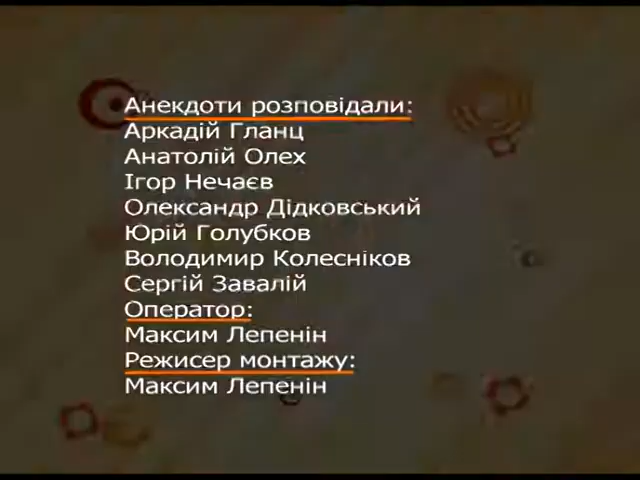 Анекдоти розповідали:
Аркадій Гланц
Анатолій Олех
Ігор Нечаєв
Олександр Дідковський
Юрій Голубков
Володимир Колесніков
Сергій Завалій
Оператор:
Максим Лепенін
Режисер монтажу:
Максим Лепенін